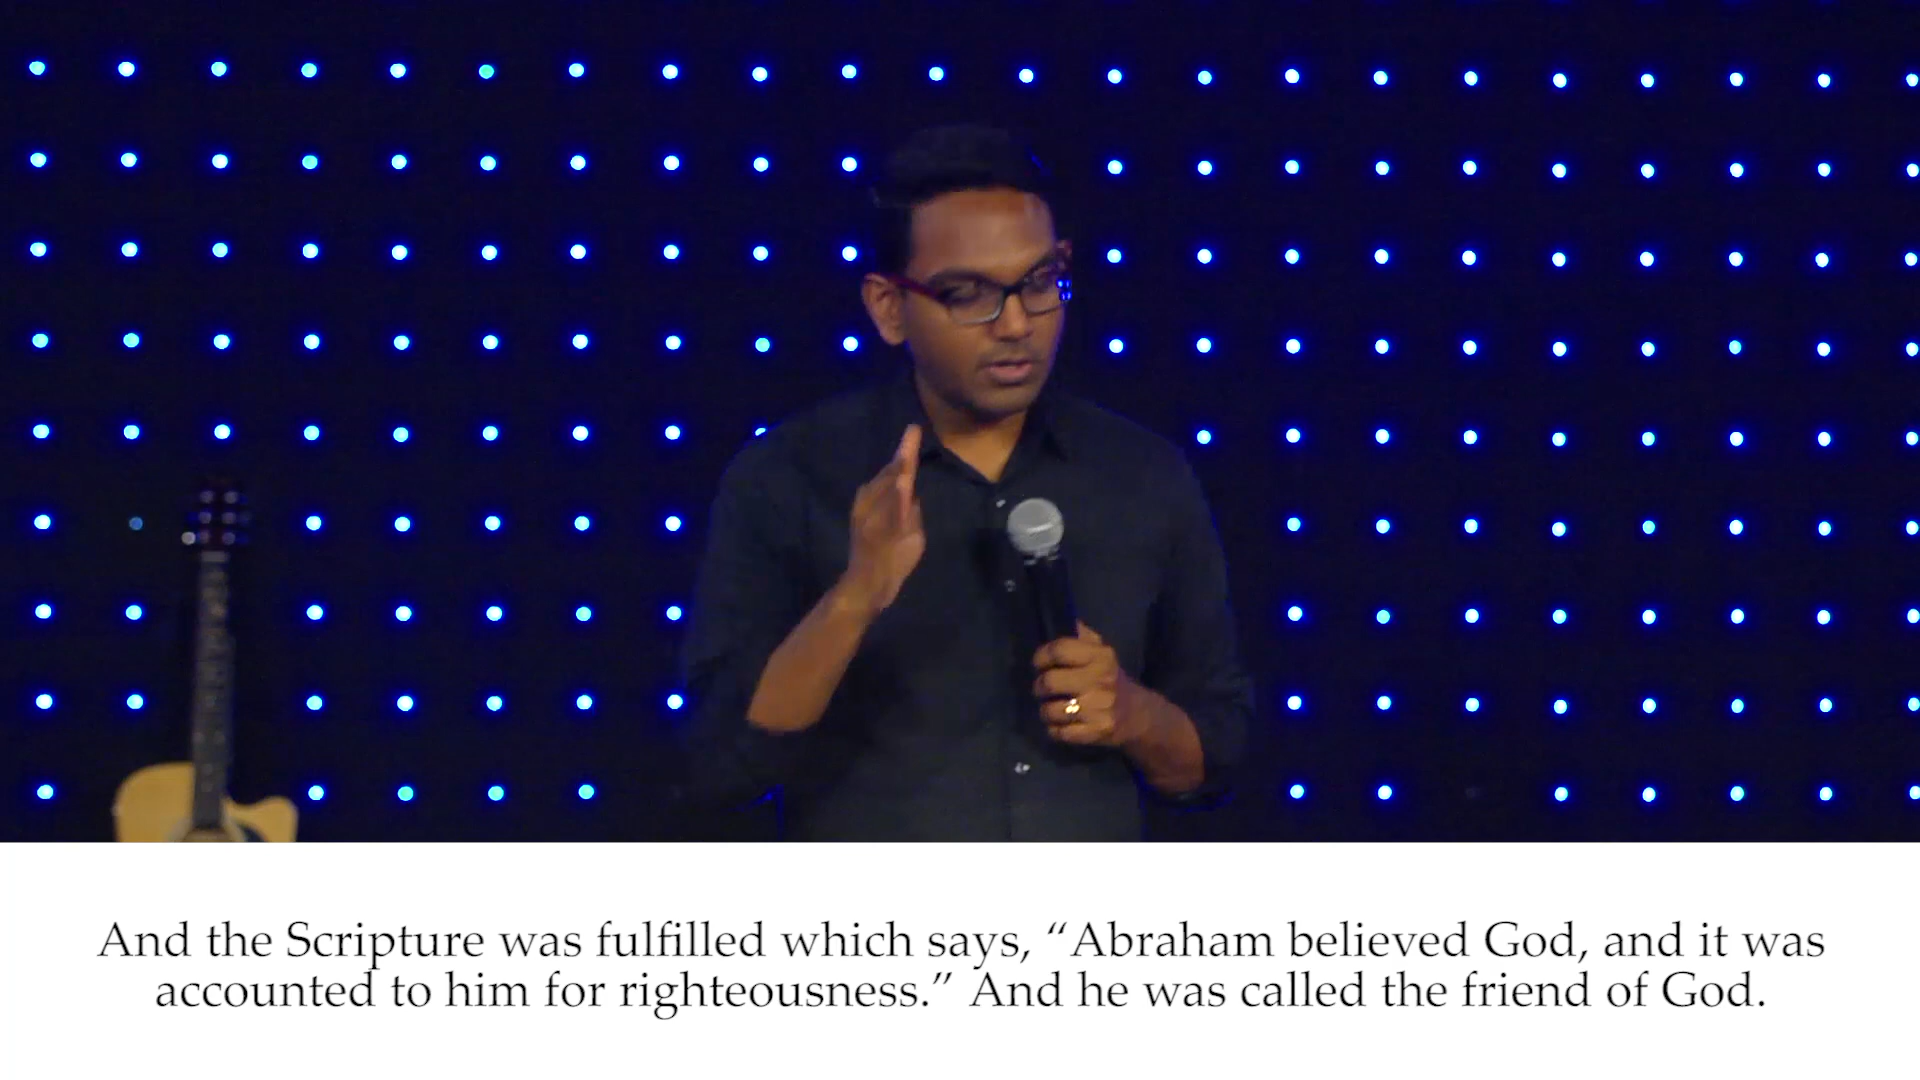 And the Scripture was fulfilled which says, “Abraham believed God, and it was
accounted to him for righteousness.” And he was called the friend of God.